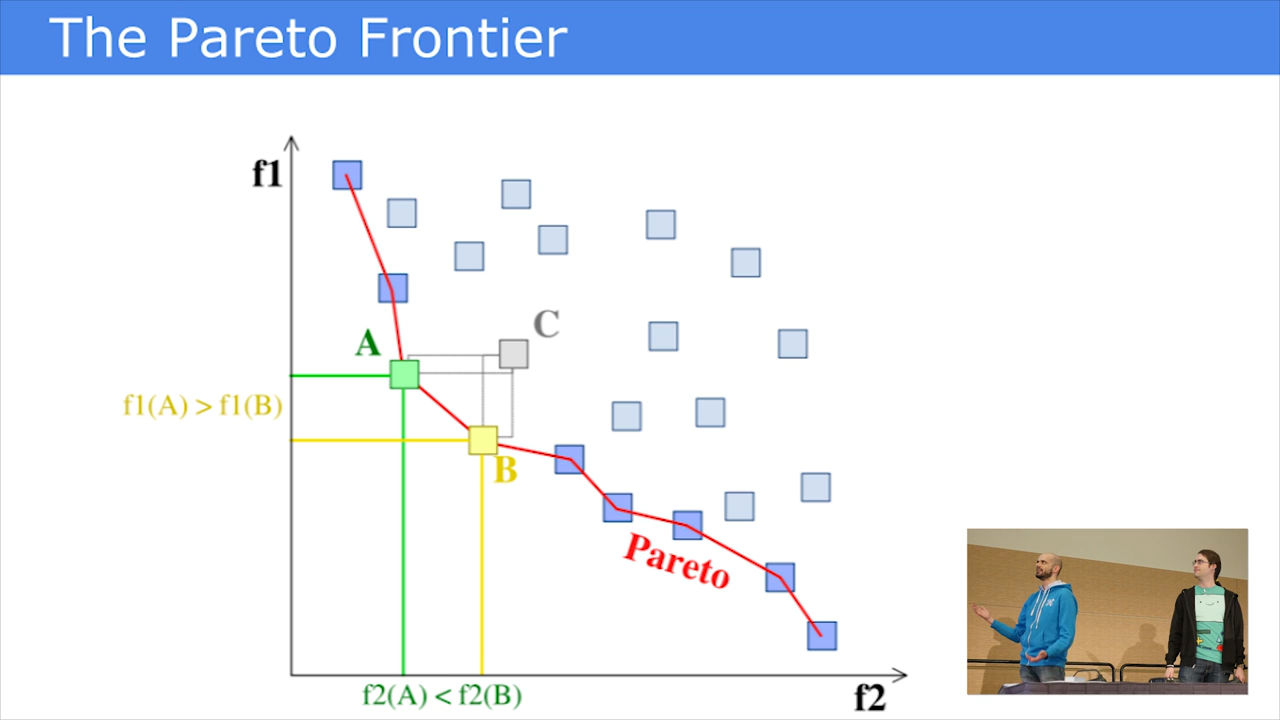 The Pareto Frontier
f1
A
C
f1(A) > f1(B)
B
Pareto
f2(A) < f2(B)
f2